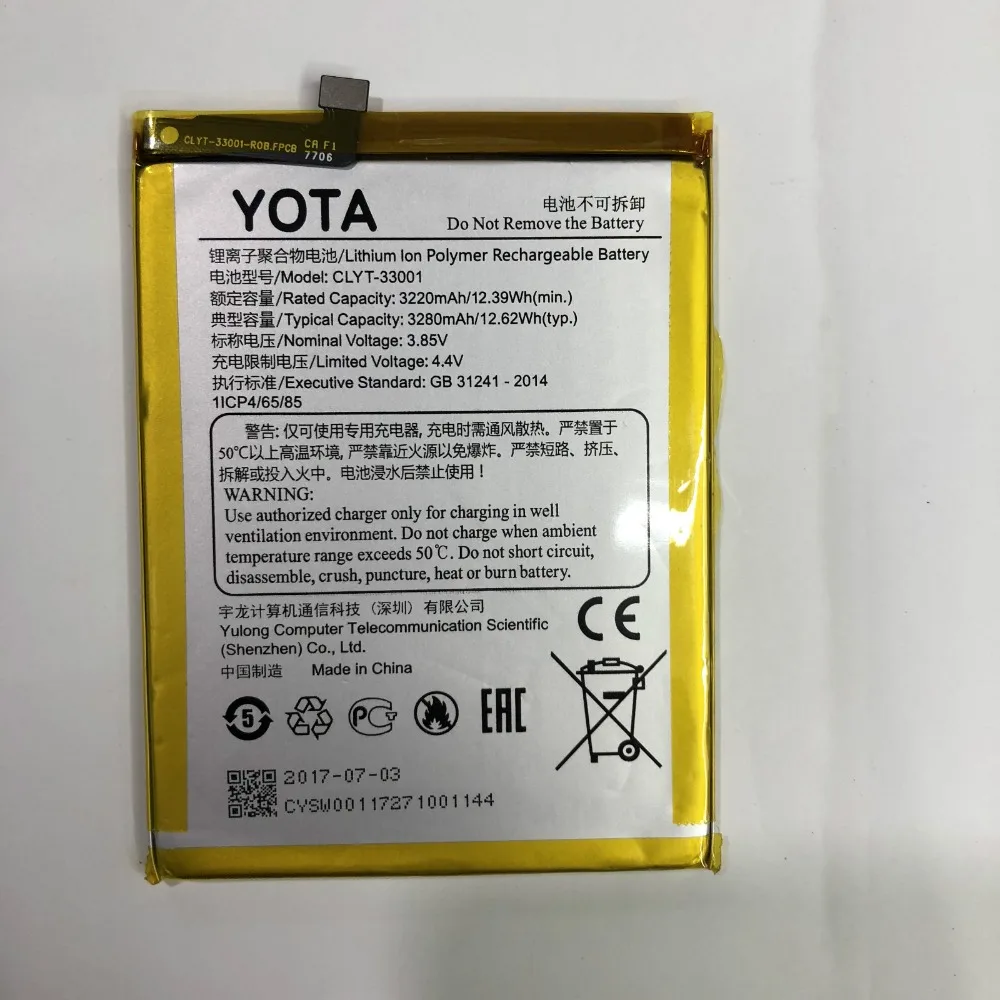 CLYT-33001-R0B.FPCB CA F1
7706
YOTA
电池不可拆卸
Do Not Remove the Battery
锂离子聚合物电池/Lithium Ion Polymer Rechargeable Battery
电池型号/Model: CLYT-33001
额定容量/Rated Capacity: 3220mAh/12.39Wh(min.)
典型容量/Typical Capacity: 3280mAh/12.62Wh(typ.)
标称电压/Nominal Voltage: 3.85V
充电限制电压/Limited Voltage: 4.4V
执行标准/Executive Standard: GB 31241 - 2014
1ICP4/65/85
警告: 仅可使用专用充电器, 充电时需通风散热。严禁置于
50℃以上高温环境, 严禁靠近火源以免爆炸。严禁短路、挤压、
拆解或投入火中。电池浸水后禁止使用！
WARNING:
Use authorized charger only for charging in well
ventilation environment. Do not charge when ambient
temperature range exceeds 50℃. Do not short circuit,
disassemble, crush, puncture, heat or burn battery.
宇龙计算机通信科技（深圳）有限公司
Yulong Computer Telecommunication Scientific
(Shenzhen) Co., Ltd.
中国制造 Made in China
CE
5 PCT EAC
2017-07-03
CYSW00117271001144